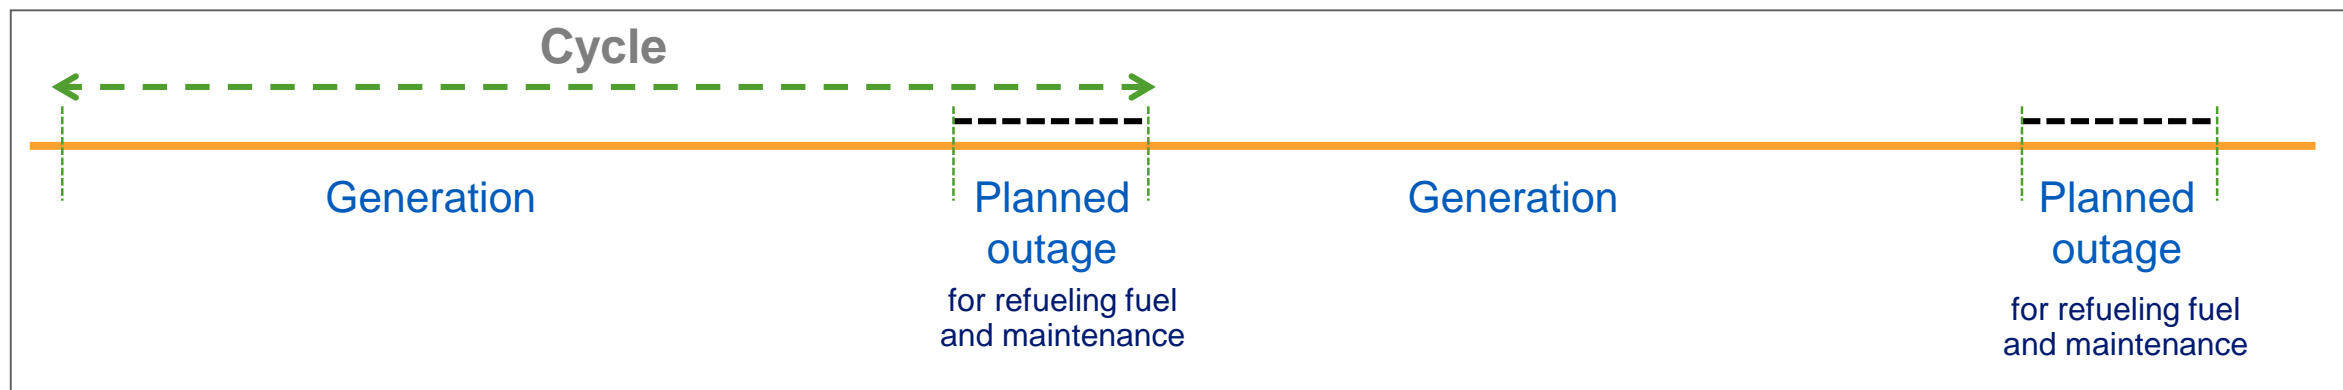 Cycle
Generation
Planned
outage
for refueling fuel
and maintenance
Generation
Planned
outage
for refueling fuel
and maintenance